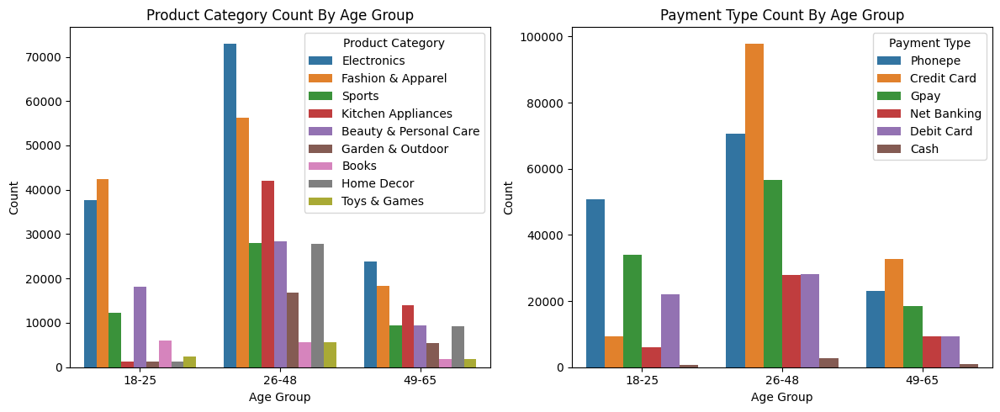 Product Category Count By Age Group
Count
70000
60000
50000
40000
30000
20000
10000
0
18-25
26-48
49-65
Age Group
Product Category
Electronics
Fashion & Apparel
Sports
Kitchen Appliances
Beauty & Personal Care
Garden & Outdoor
Books
Home Decor
Toys & Games
Payment Type Count By Age Group
Count
100000
80000
60000
40000
20000
0
18-25
26-48
49-65
Age Group
Payment Type
Phonepe
Credit Card
Gpay
Net Banking
Debit Card
Cash